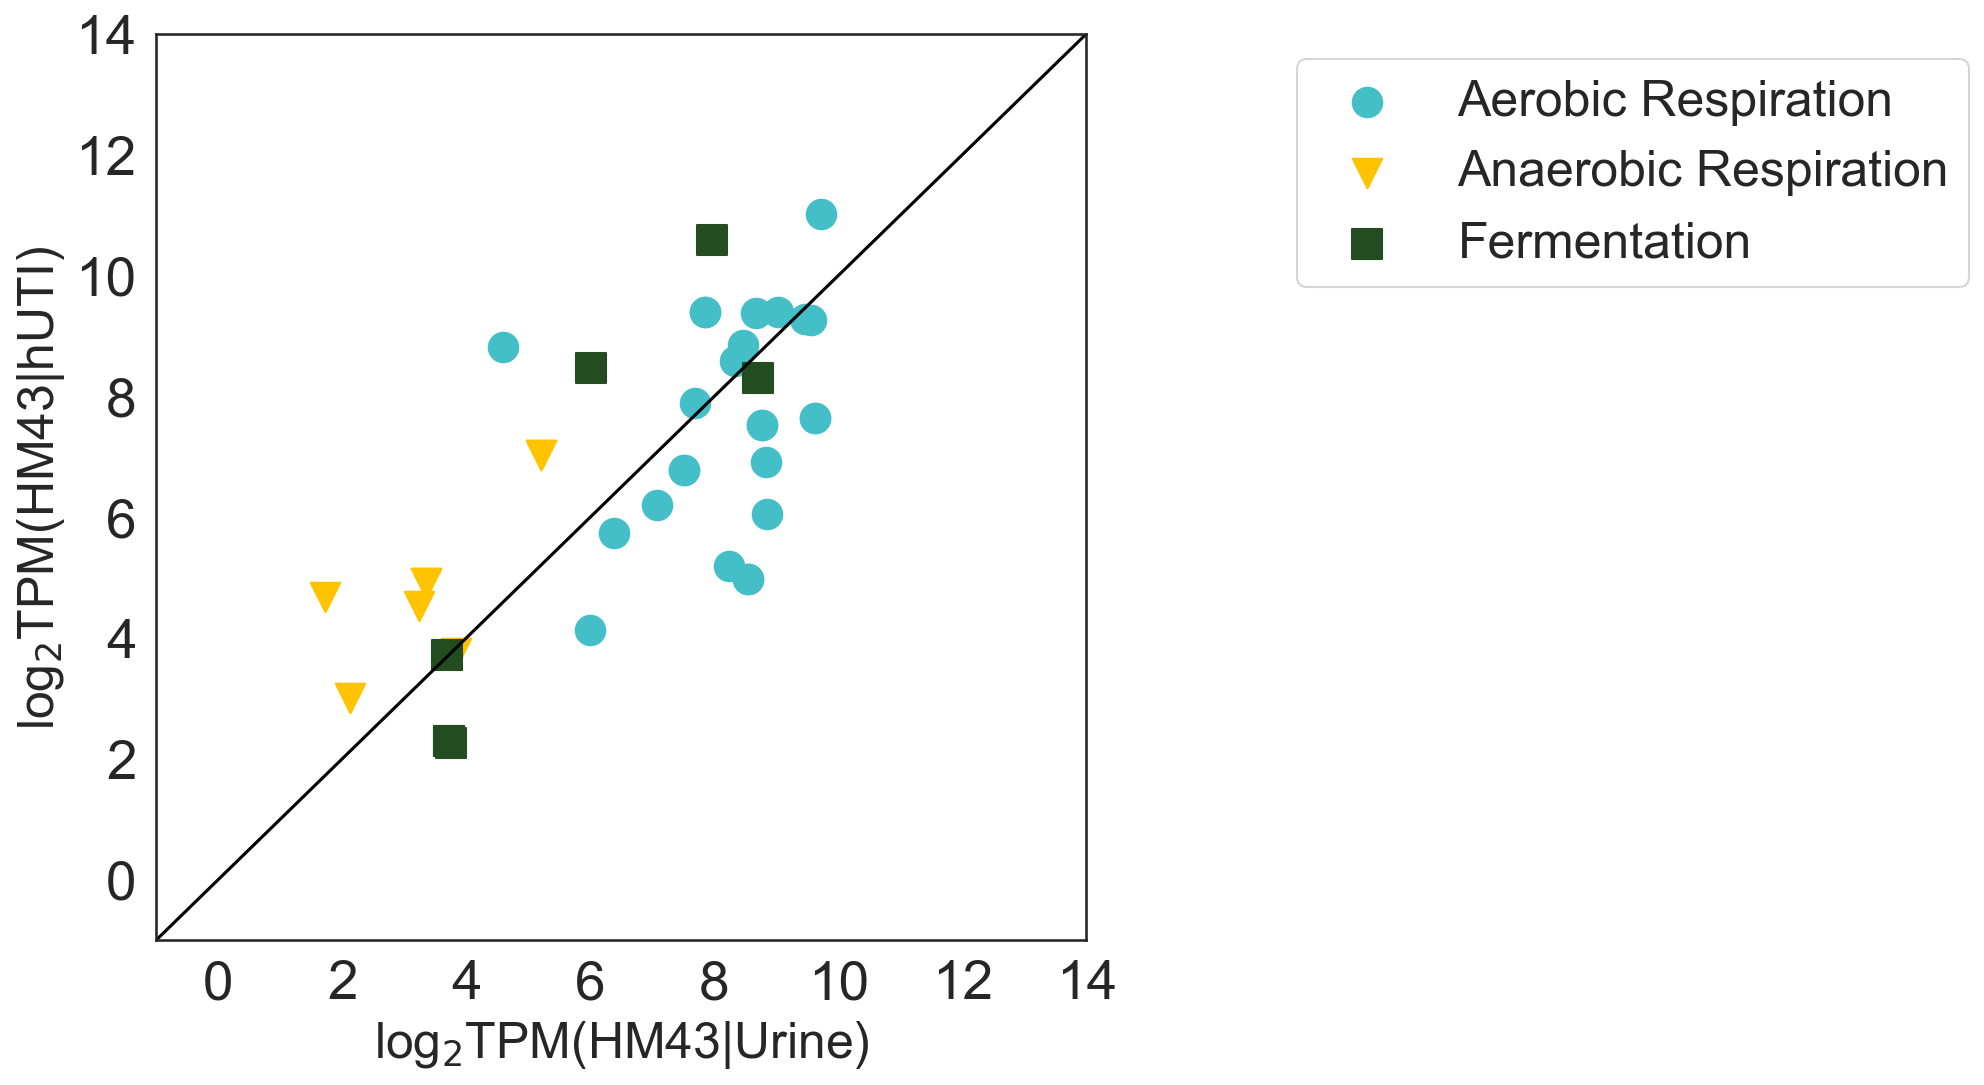 14
12
10
8
6
4
2
0
log₂TPM(HM43|hUTI)
0 2 4 6 8 10 12 14
log₂TPM(HM43|Urine)
Aerobic Respiration
Anaerobic Respiration
Fermentation